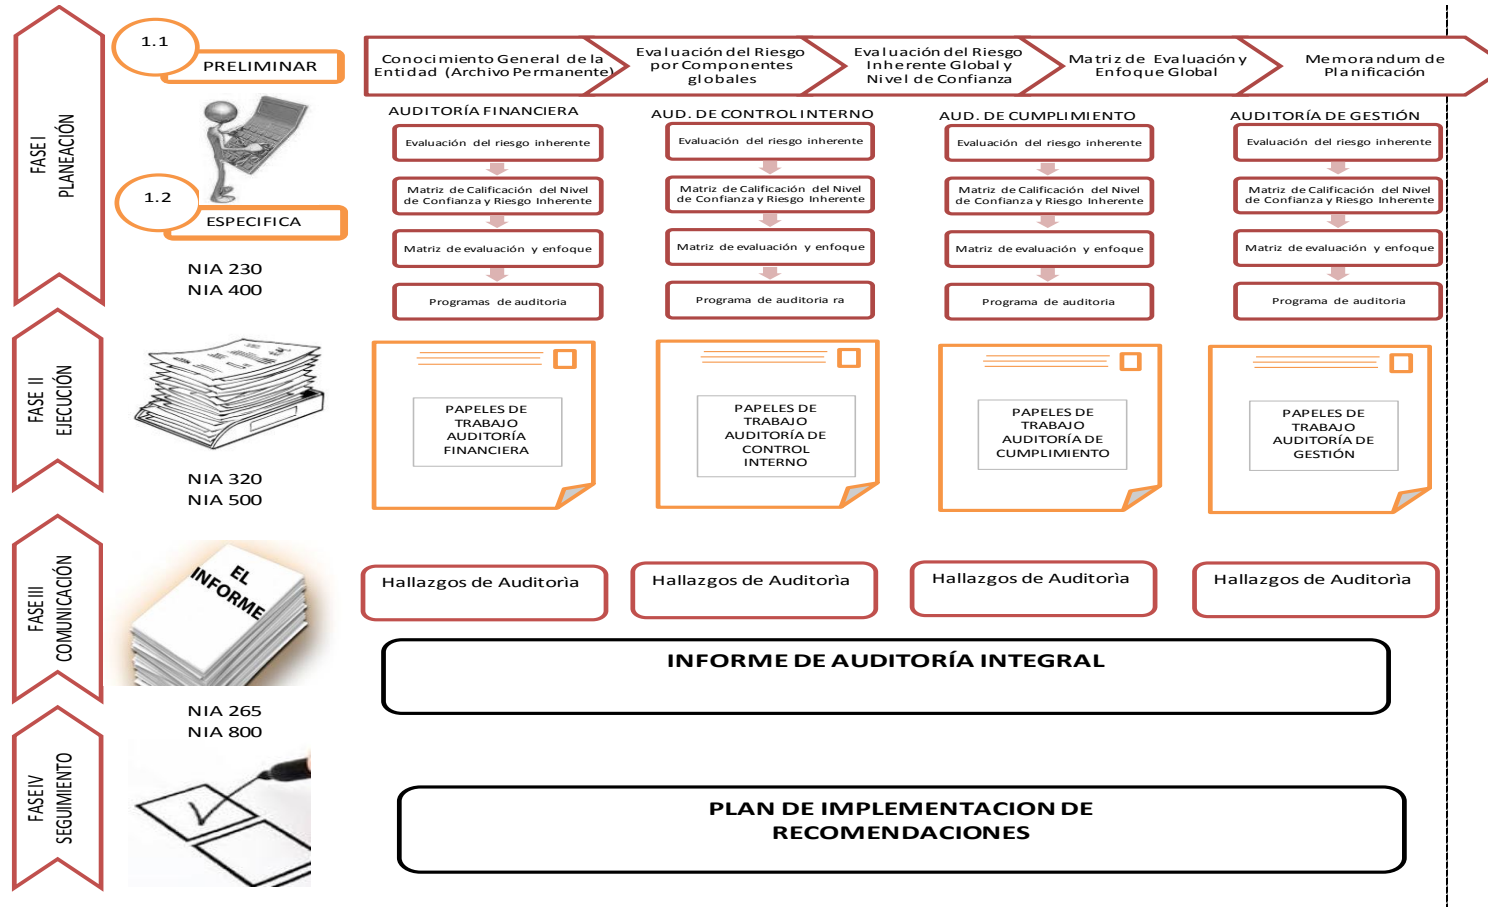 FASE I
PLANEACIÓN
1.1
PRELIMINAR
Conocimiento General de la
Entidad (Archivo Permanente)
Evaluación del Riesgo
por Componentes
globales
Evaluación del Riesgo
Inherente Global y
Nivel de Confianza
Matriz de Evaluación y
Enfoque Global
Memorandum de
Planificación
1.2
ESPECIFICA
NIA 230
NIA 400
AUDITORÍA FINANCIERA
Evaluación del riesgo inherente
Matriz de Calificación del Nivel
de Confianza y Riesgo Inherente
Matriz de evaluación y enfoque
Programas de auditoria
AUD. DE CONTROL INTERNO
Evaluación del riesgo inherente
Matriz de Calificación del Nivel
de Confianza y Riesgo Inherente
Matriz de evaluación y enfoque
Programa de auditoria ra
AUD. DE CUMPLIMIENTO
Evaluación del riesgo inherente
Matriz de Calificación del Nivel
de Confianza y Riesgo Inherente
Matriz de evaluación y enfoque
Programa de auditoria
AUDITORÍA DE GESTIÓN
Evaluación del riesgo inherente
Matriz de Calificación del Nivel
de Confianza y Riesgo Inherente
Matriz de evaluación y enfoque
Programa de auditoria
FASE II
EJECUCIÓN
NIA 320
NIA 500
PAPELES DE
TRABAJO
AUDITORÍA
FINANCIERA
PAPELES DE
TRABAJO
AUDITORÍA DE
CONTROL
INTERNO
PAPELES DE
TRABAJO
AUDITORÍA DE
CUMPLIMIENTO
PAPELES DE
TRABAJO
AUDITORÍA DE
GESTIÓN
FASE III
COMUNICACIÓN
EL
INFORME
NIA 265
NIA 800
Hallazgos de Auditorìa
Hallazgos de Auditorìa
Hallazgos de Auditorìa
Hallazgos de Auditorìa
INFORME DE AUDITORÍA INTEGRAL
FASE IV
SEGUIMIENTO
PLAN DE IMPLEMENTACION DE
RECOMENDACIONES